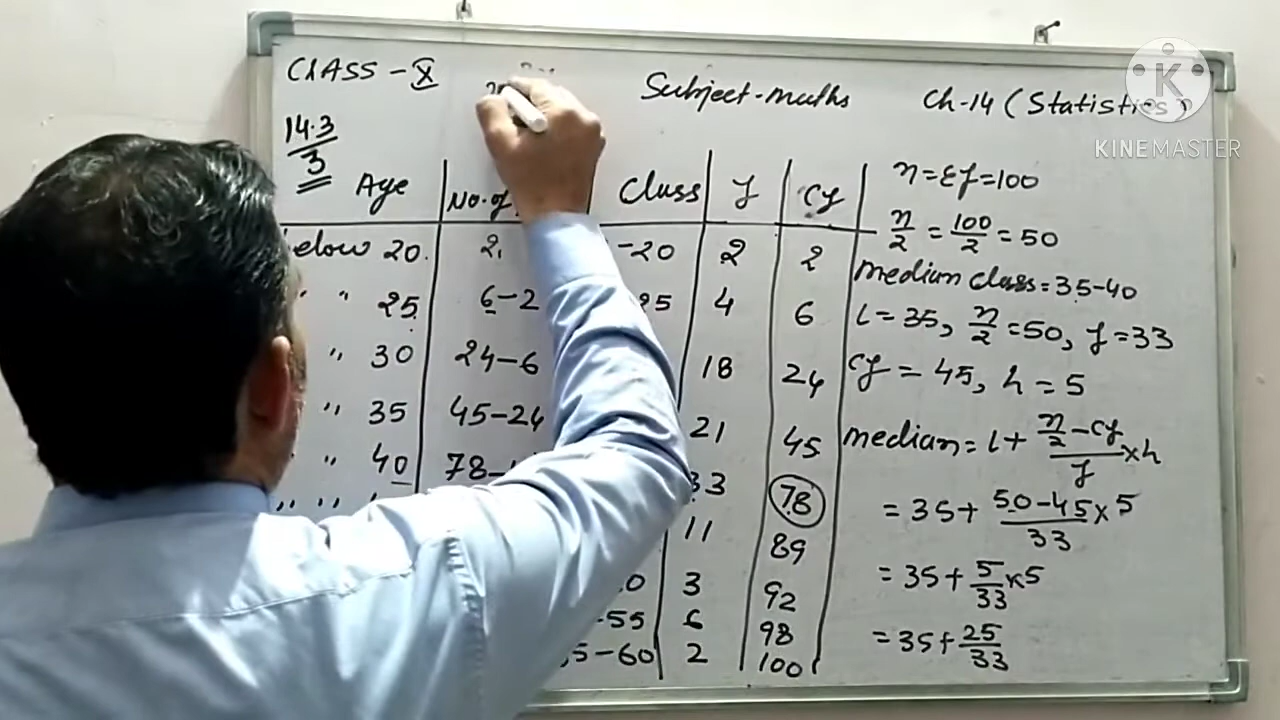 CLASS - X Subject - maths Ch-14 (Statistics)
K
KINEMASTER
14.3
3
Age No. of Class f cf
below 20. 2, -20 2 2
" " 25 6-2 25 4 6
" 30 24-6 18 24
" 35 45-24 21 45
" 40 78- 33 78
" " 11 89
0 3 92
-55 6 98
55-60 2 100
n = Σf = 100
n/2 = 100/2 = 50
median class = 35-40
l = 35, n/2 = 50, f = 33
cf = 45, h = 5
median = l + (n/2 - cf)/f × h
= 35 + (50-45)/33 × 5
= 35 + 5/33 × 5
= 35 + 25/33